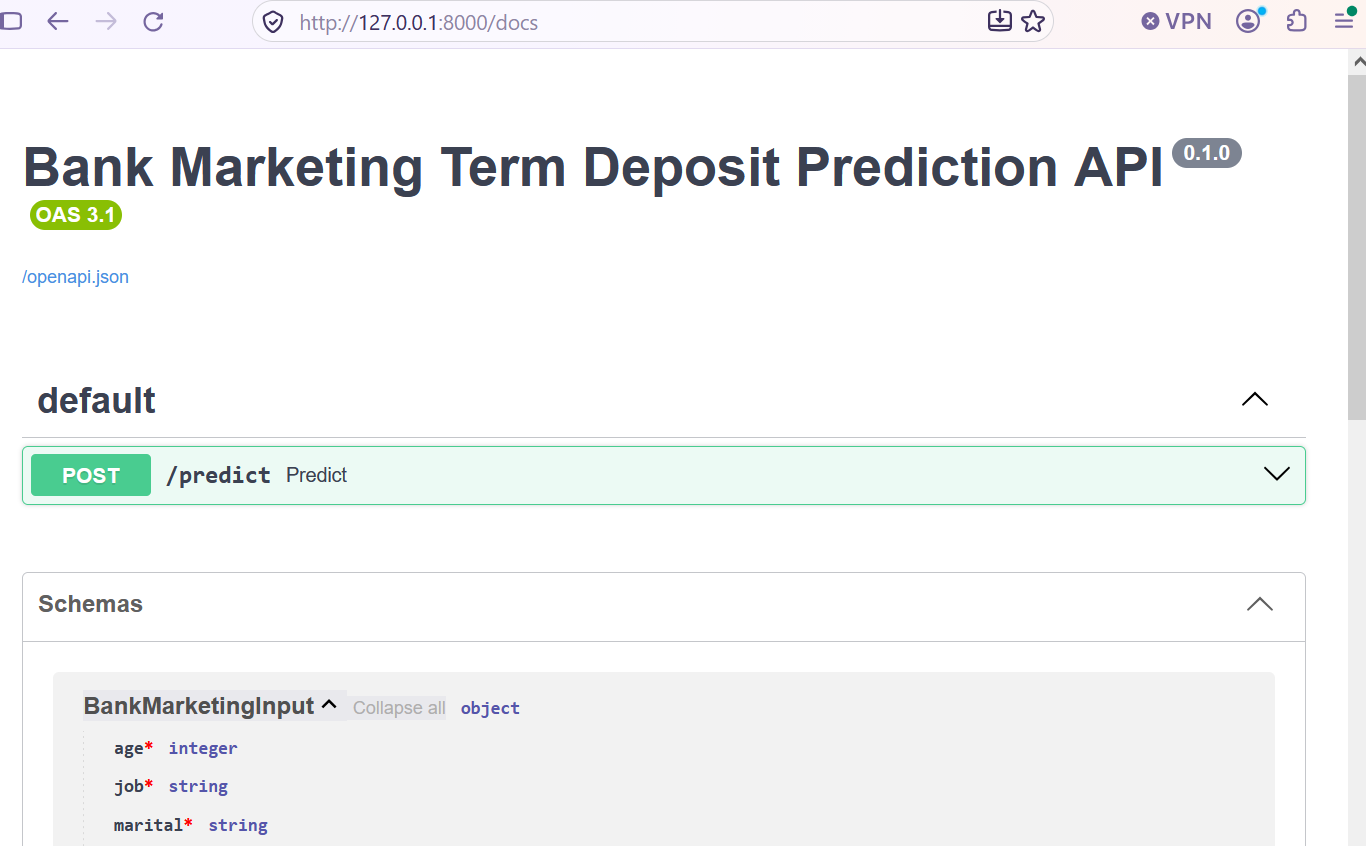 http://127.0.0.1:8000/docs
VPN
Bank Marketing Term Deposit Prediction API 0.1.0
OAS 3.1
/openapi.json
default
POST /predict Predict
Schemas
BankMarketingInput Collapse all object
age* integer
job* string
marital* string